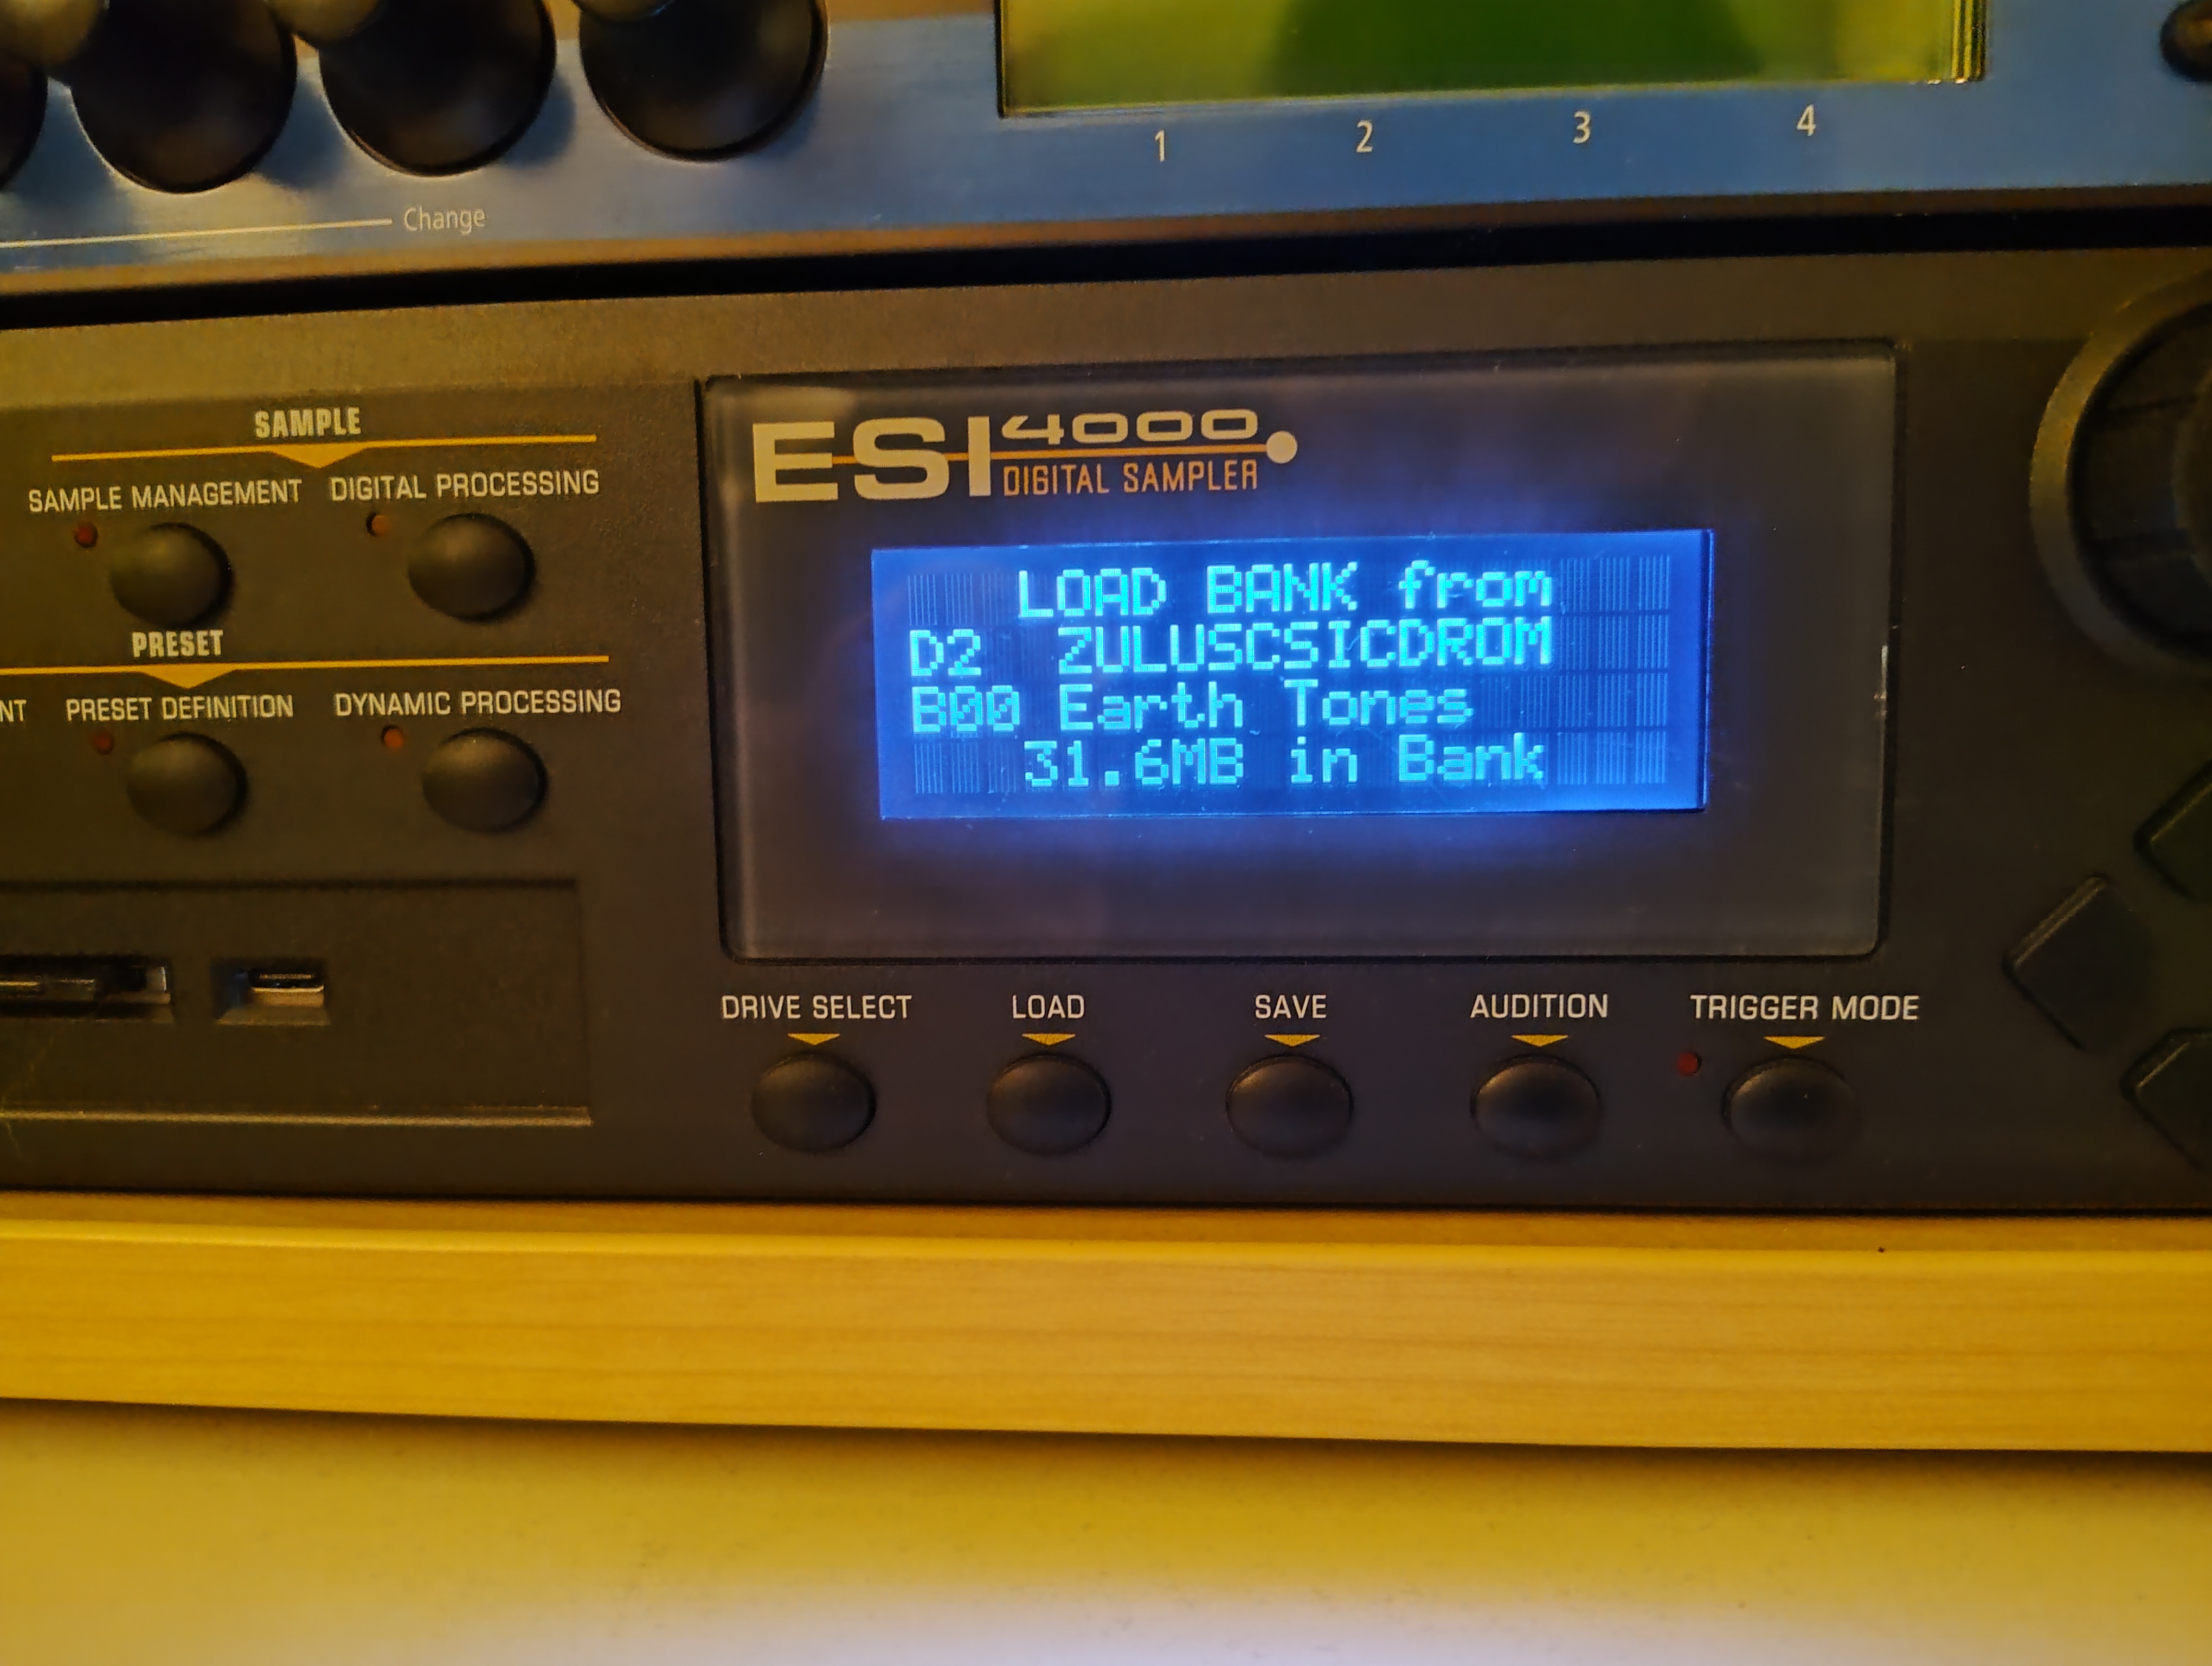 1 2 3 4
Change
SAMPLE
SAMPLE MANAGEMENT DIGITAL PROCESSING
PRESET
NT PRESET DEFINITION DYNAMIC PROCESSING
ESI 4000
DIGITAL SAMPLER
LOAD BANK from
D2 ZULUSCSICDROM
B00 Earth Tones
31.6MB in Bank
DRIVE SELECT LOAD SAVE AUDITION TRIGGER MODE